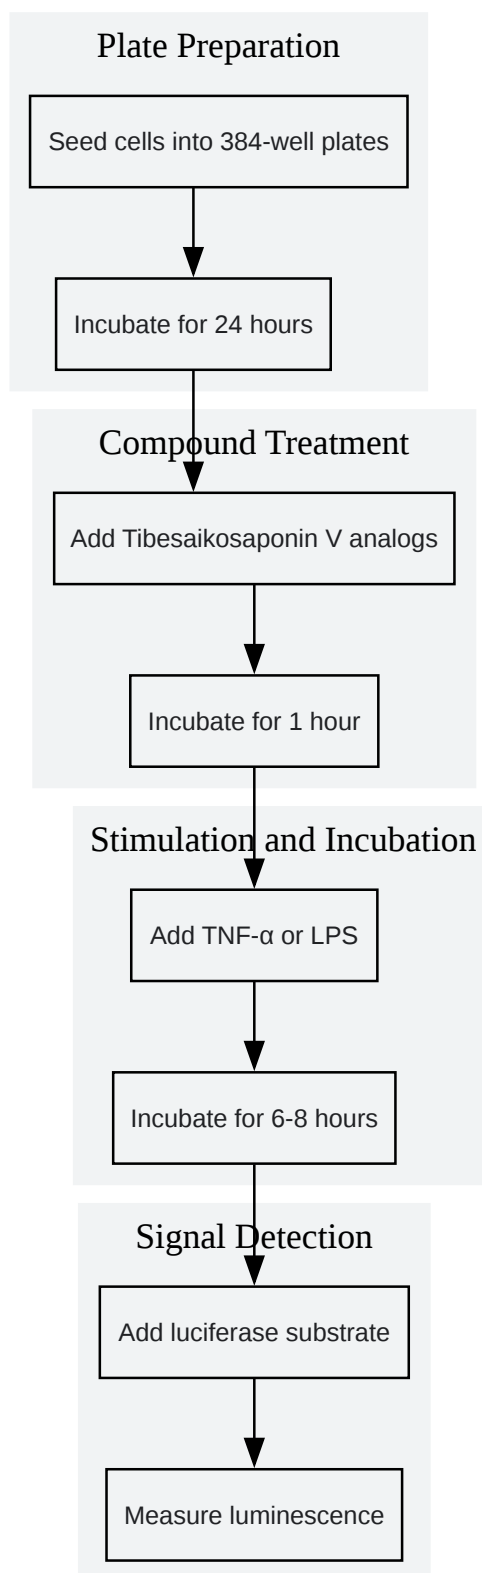 Plate Preparation
Seed cells into 384-well plates
Incubate for 24 hours
Compound Treatment
Add Tibesaikosaponin V analogs
Incubate for 1 hour
Stimulation and Incubation
Add TNF-α or LPS
Incubate for 6-8 hours
Signal Detection
Add luciferase substrate
Measure luminescence